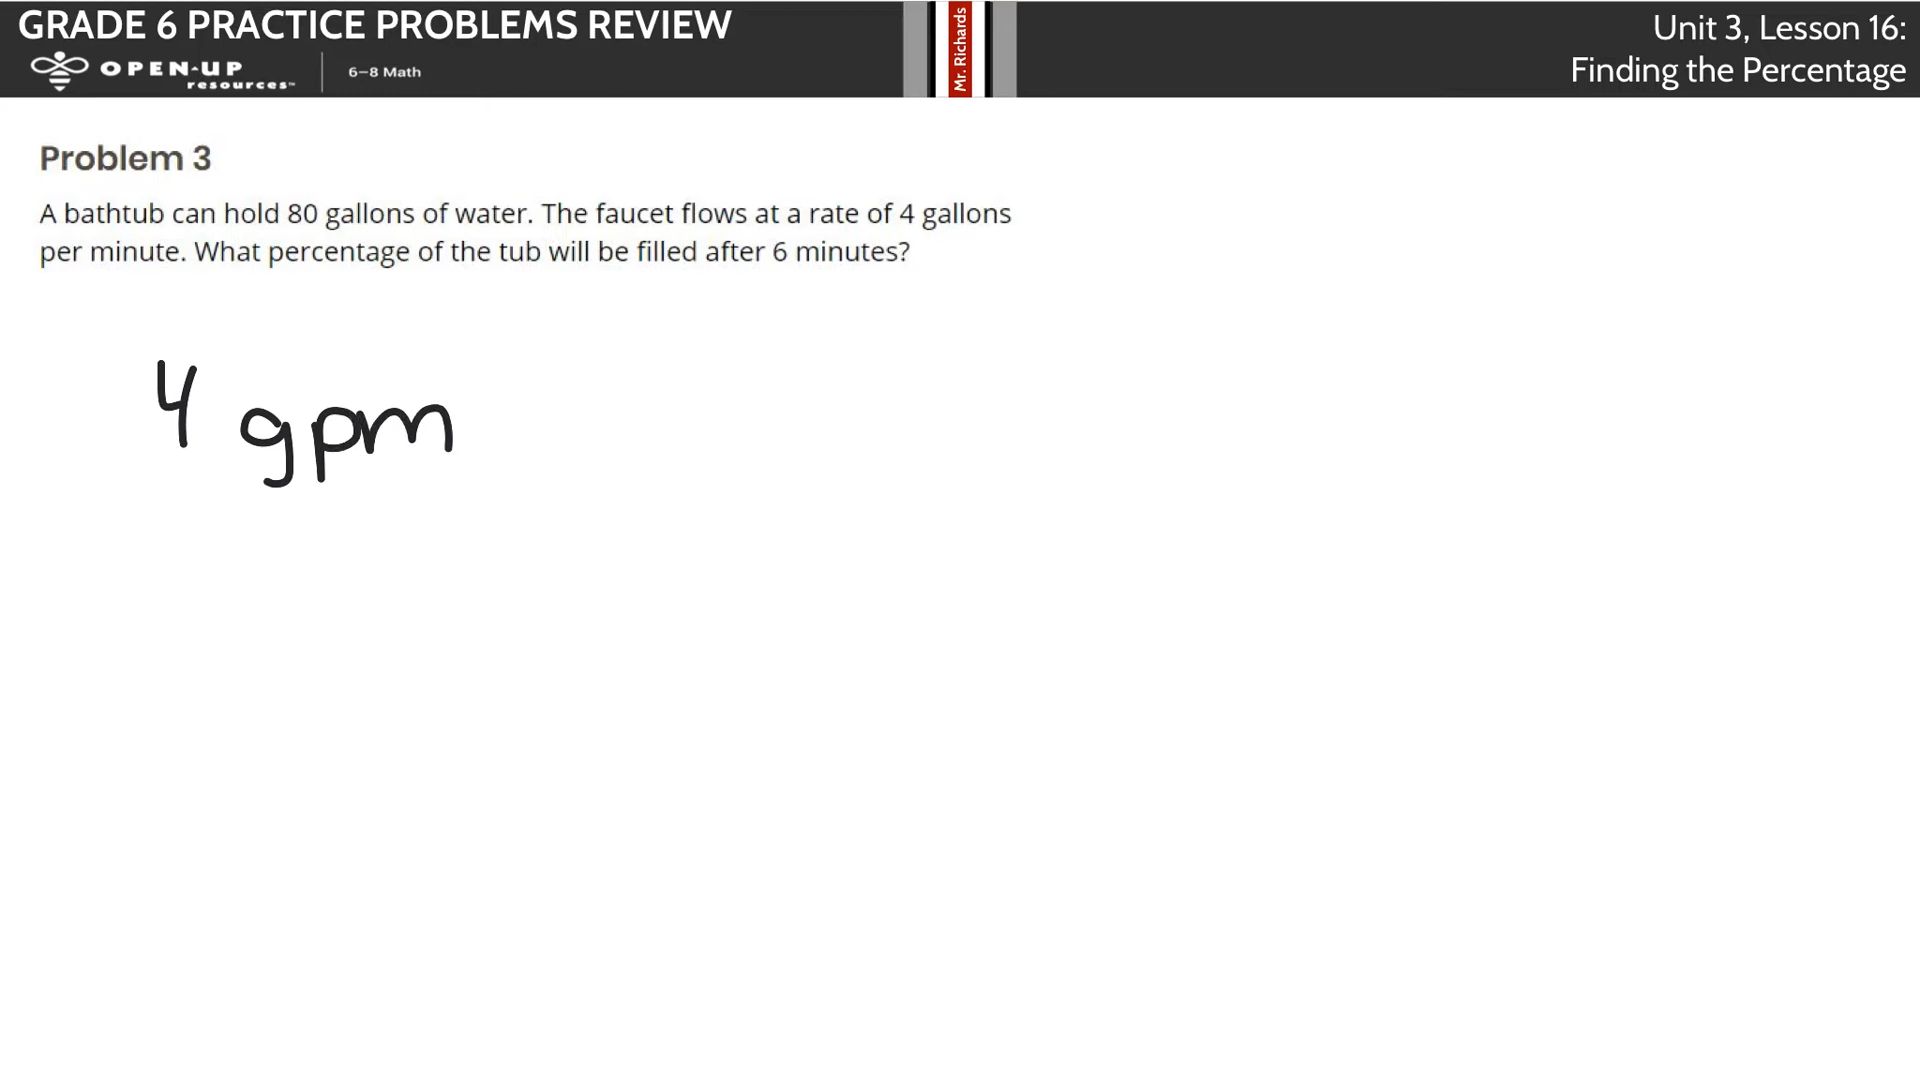 GRADE 6 PRACTICE PROBLEMS REVIEW
OPEN-UP
resources™
6–8 Math
Mr. Richards
Unit 3, Lesson 16:
Finding the Percentage
Problem 3
A bathtub can hold 80 gallons of water. The faucet flows at a rate of 4 gallons
per minute. What percentage of the tub will be filled after 6 minutes?
4 gpm